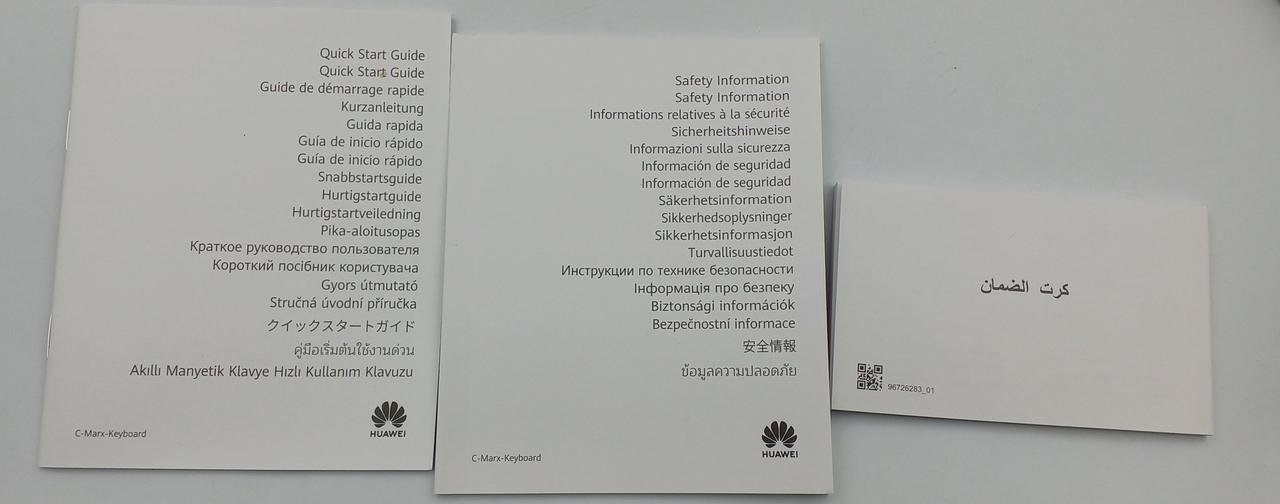 Quick Start Guide
Quick Start Guide
Guide de démarrage rapide
Kurzanleitung
Guida rapida
Guía de inicio rápido
Guía de inicio rápido
Snabbstartsguide
Hurtigstartguide
Hurtigstartveiledning
Pika-aloitusopas
Краткое руководство пользователя
Короткий посібник користувача
Gyors útmutató
Stručná úvodní příručka
クイックスタートガイド
คู่มือเริ่มต้นใช้งานด่วน
Akıllı Manyetik Klavye Hızlı Kullanım Klavuzu
HUAWEI
C-Marx-Keyboard
Safety Information
Safety Information
Informations relatives à la sécurité
Sicherheitshinweise
Informazioni sulla sicurezza
Información de seguridad
Información de seguridad
Säkerhetsinformation
Sikkerhedsoplysninger
Sikkerhetsinformasjon
Turvallisuustiedot
Инструкции по технике безопасности
Інформація про безпеку
Biztonsági információk
Bezpečnostní informace
安全情報
ข้อมูลความปลอดภัย
HUAWEI
C-Marx-Keyboard
كرت الضمان
96726283_01